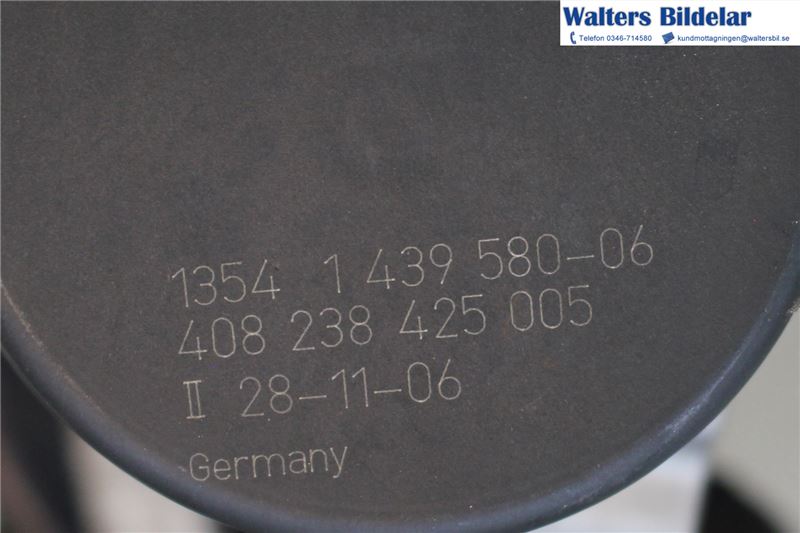 Walters Bildelar
Telefon 0346-714580 kundmottagningen@waltersbil.se
1354 1 439 580-06
408 238 425 005
II 28-11-06
Germany